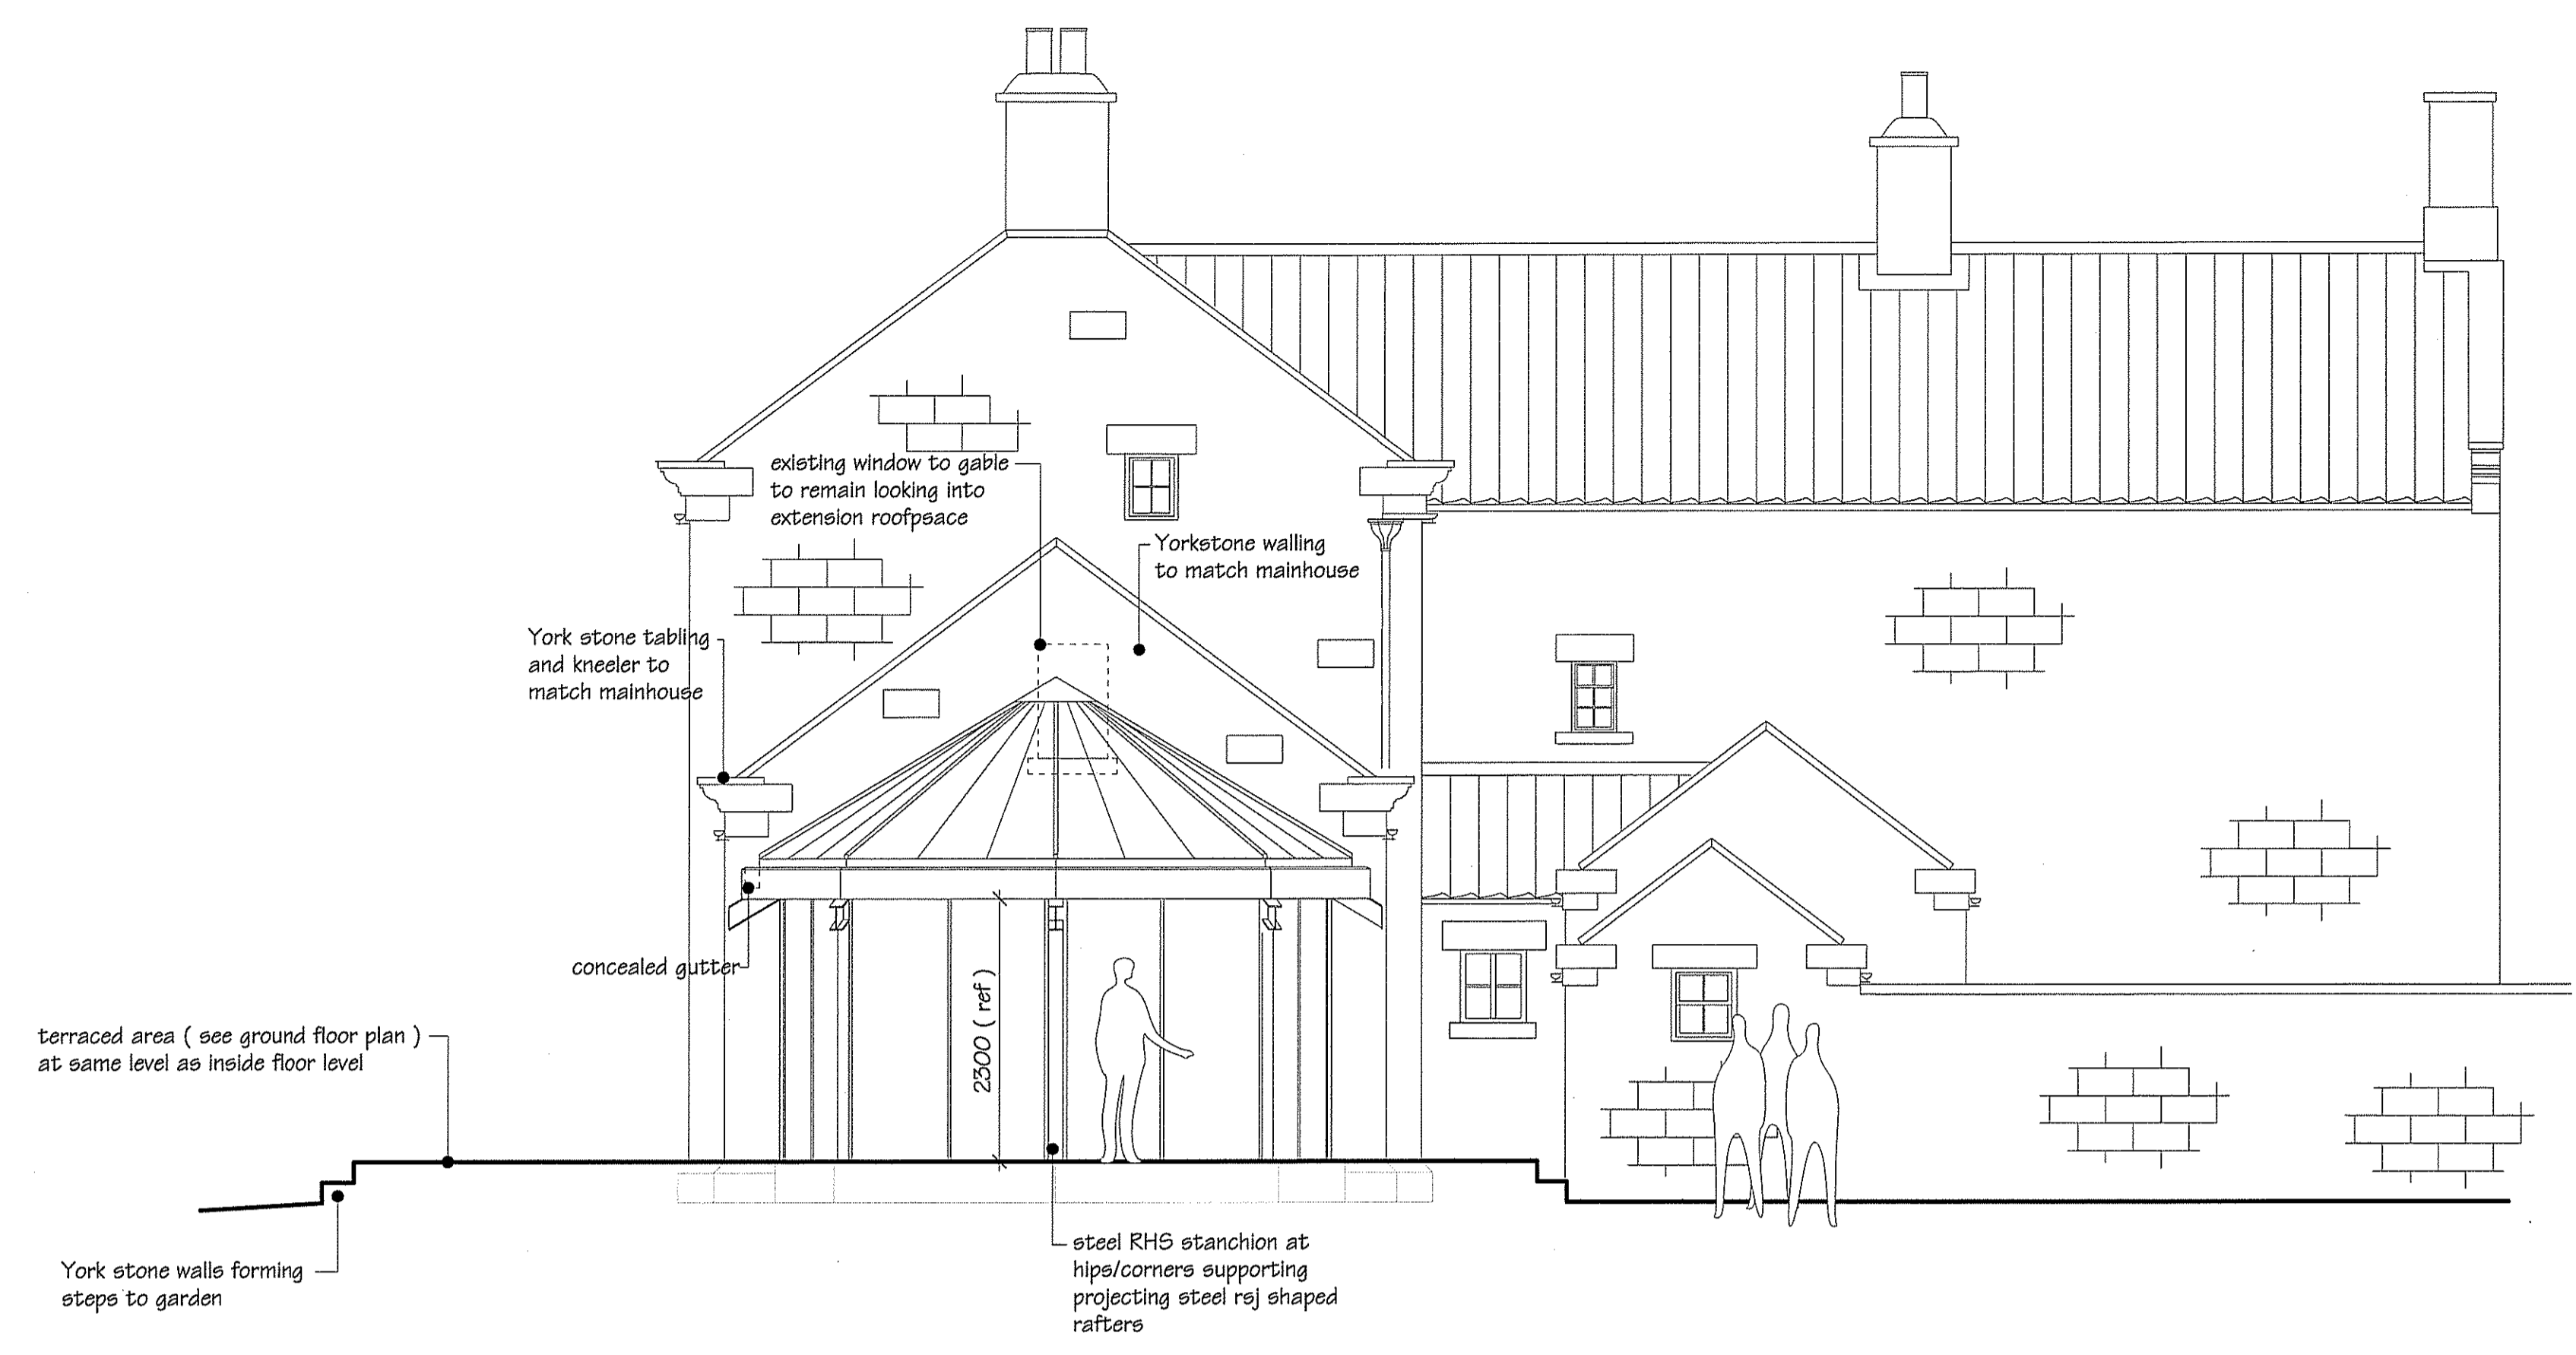 existing window to gable
to remain looking into
extension roofpsace
Yorkstone walling
to match mainhouse
York stone tabling
and kneeler to
match mainhouse
concealed gutter
2300 ( ref )
terraced area ( see ground floor plan )
at same level as inside floor level
York stone walls forming
steps to garden
steel RHS stanchion at
hips/corners supporting
projecting steel rsj shaped
rafters